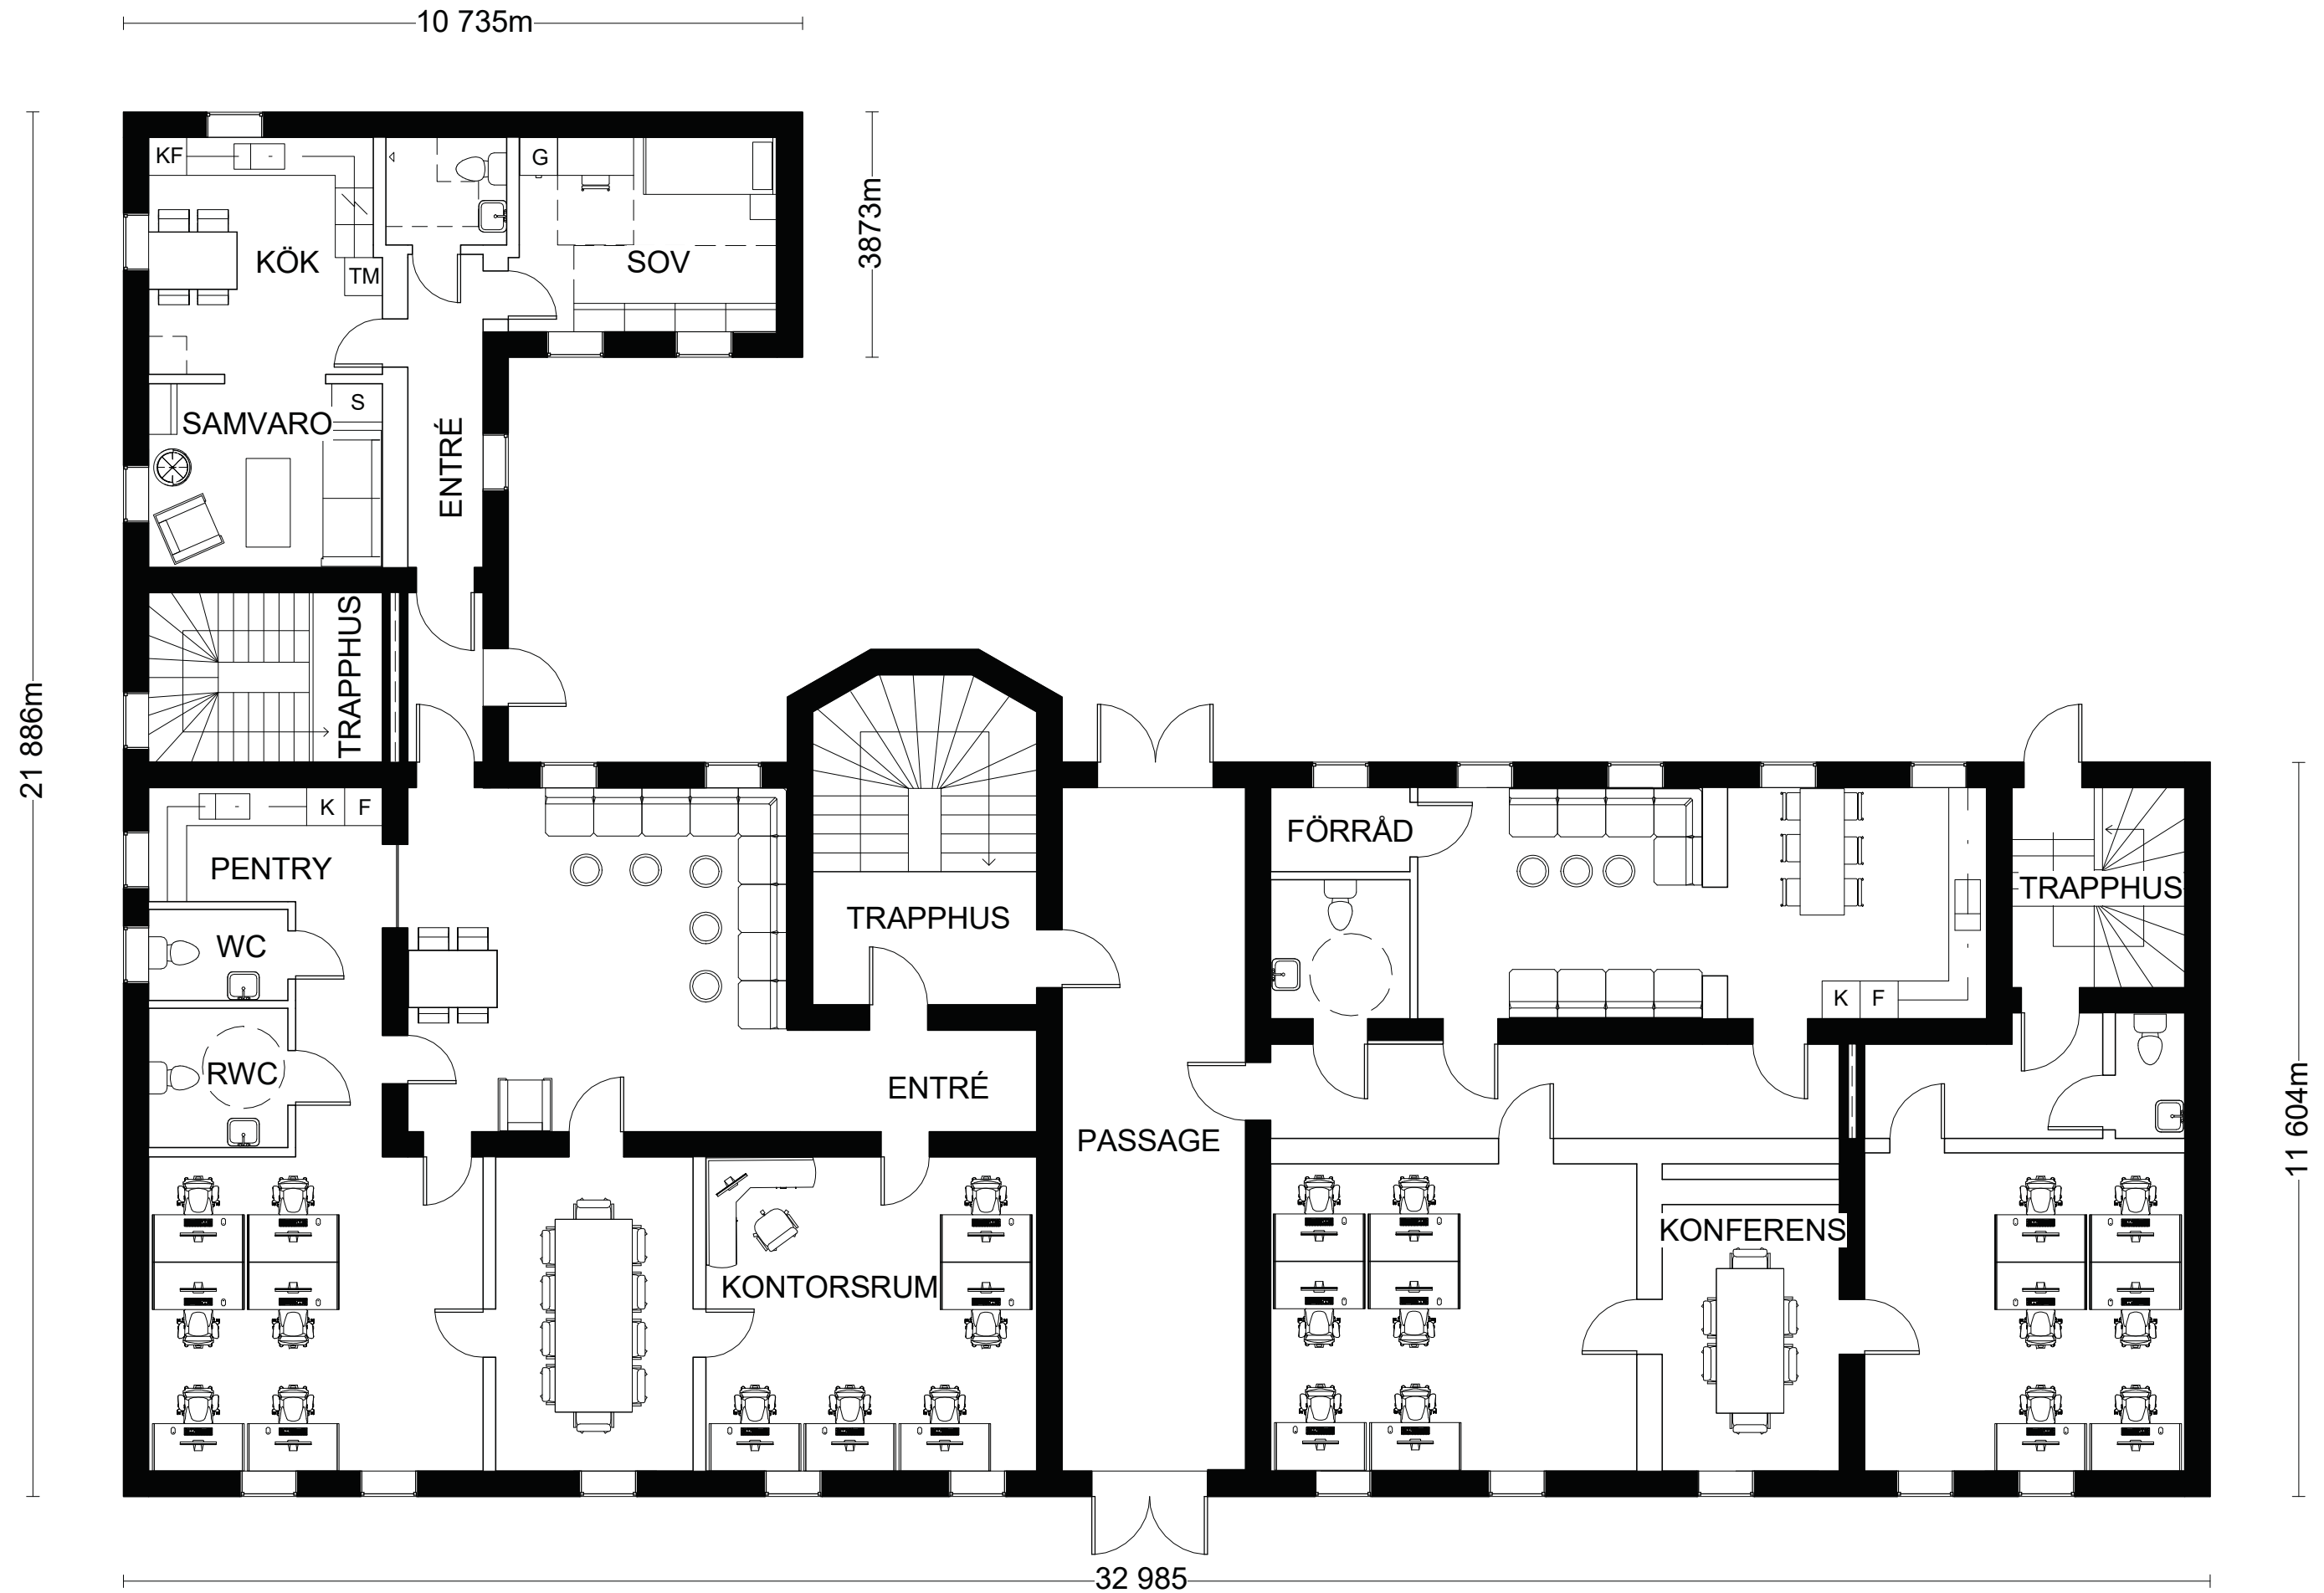 10 735m
KF
G
3873m
KÖK
SOV
TM
S
SAMVARO
ENTRÉ
TRAPPHUS
21 886m
K
F
PENTRY
FÖRRÅD
TRAPPHUS
TRAPPHUS
WC
K
F
RWC
ENTRÉ
PASSAGE
11 604m
KONFERENS
KONTORSRUM
32 985